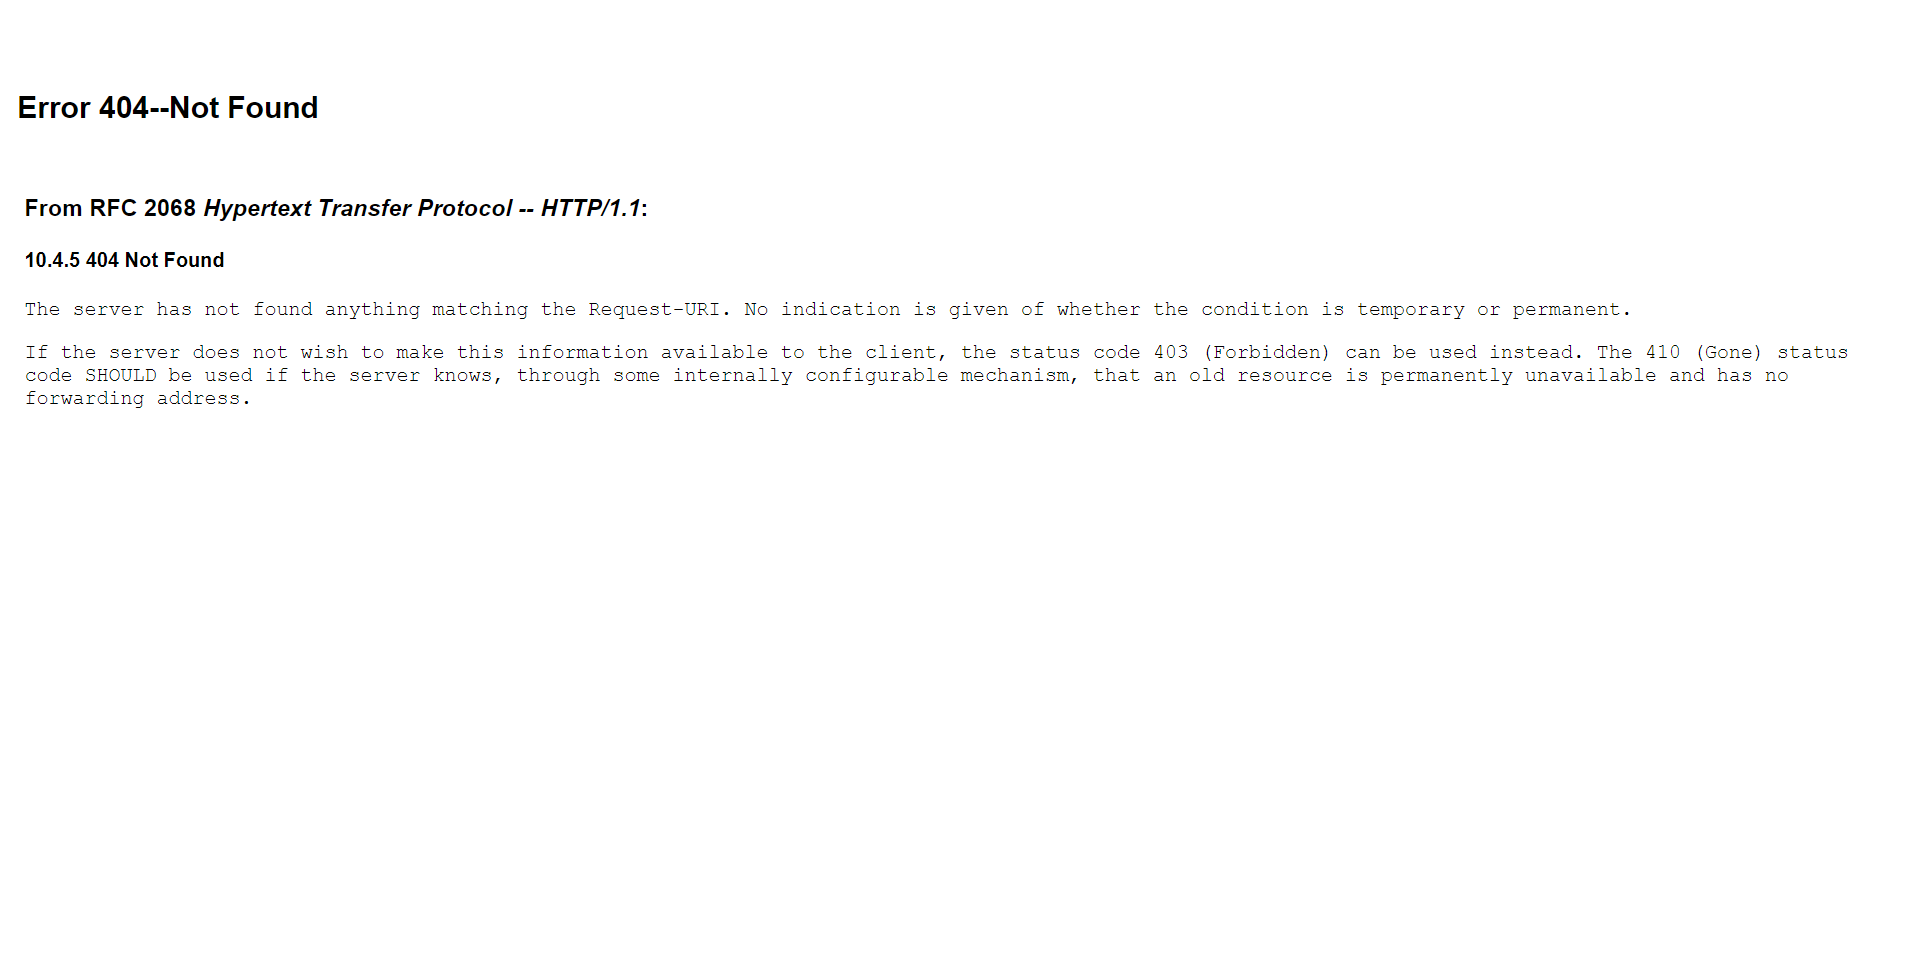 Error 404--Not Found
From RFC 2068 Hypertext Transfer Protocol -- HTTP/1.1:
10.4.5 404 Not Found
The server has not found anything matching the Request-URI. No indication is given of whether the condition is temporary or permanent.
If the server does not wish to make this information available to the client, the status code 403 (Forbidden) can be used instead. The 410 (Gone) status
code SHOULD be used if the server knows, through some internally configurable mechanism, that an old resource is permanently unavailable and has no
forwarding address.